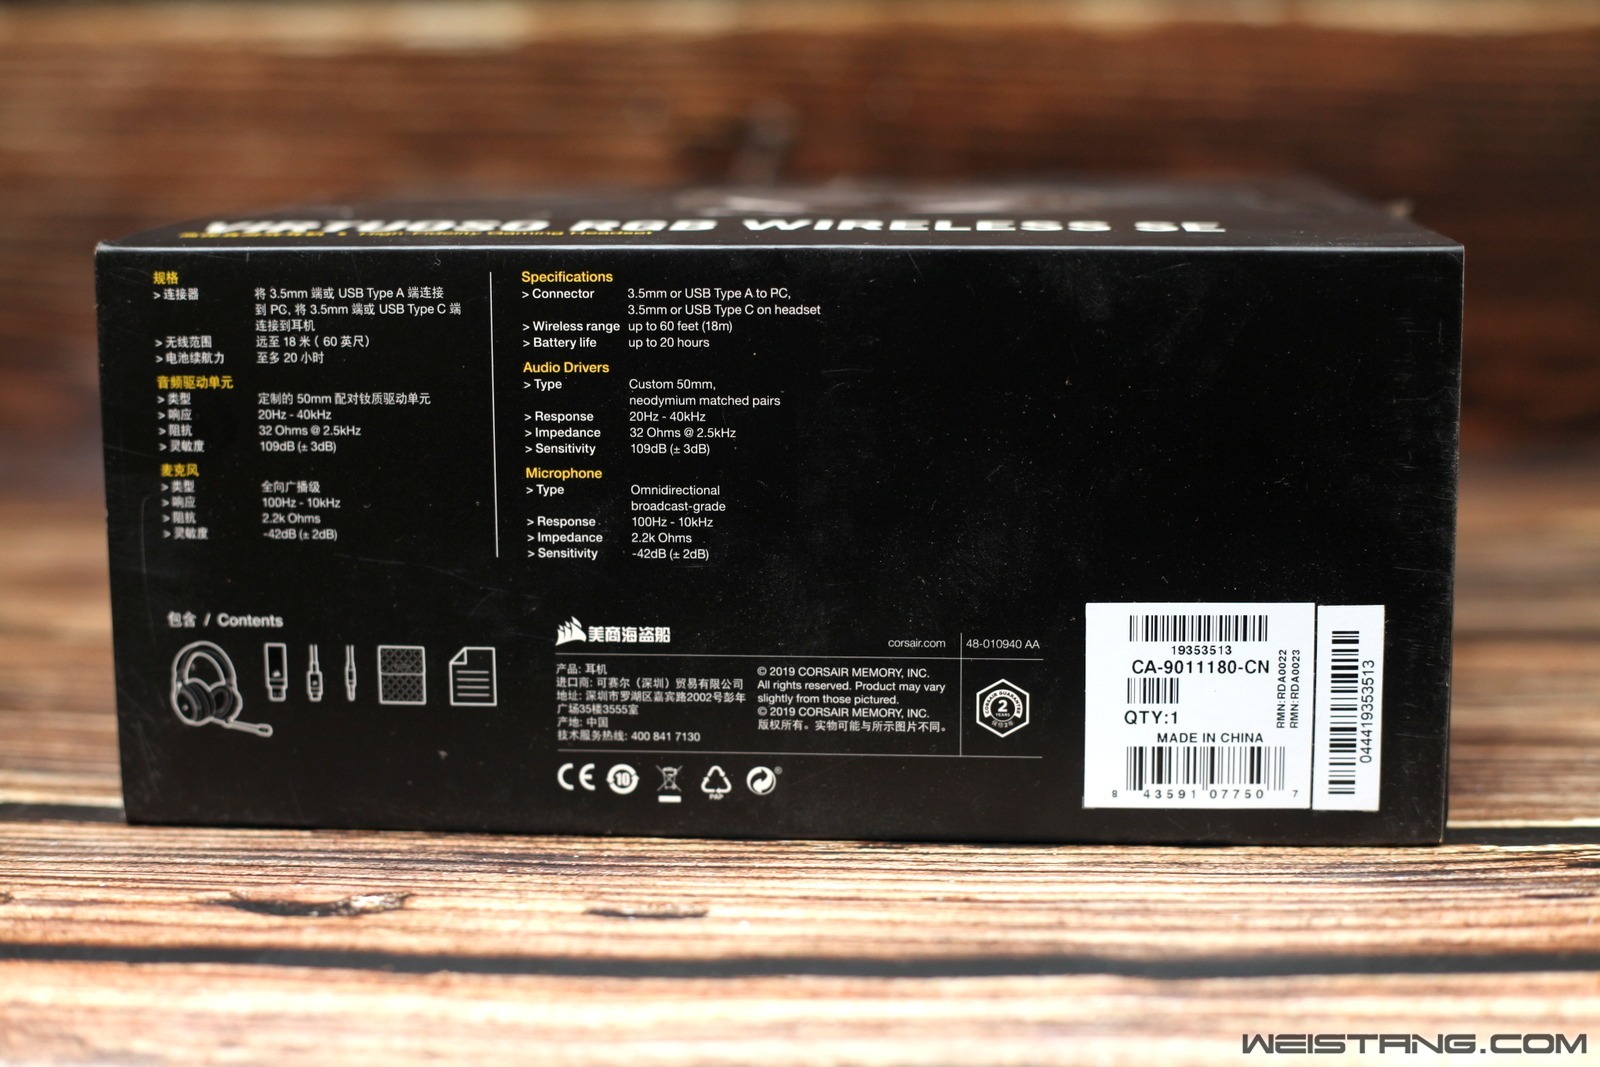 VIRTUOSO RGB WIRELESS SE
High Fidelity Gaming Headset
规格
> 连接器 将 3.5mm 端或 USB Type A 端连接
到 PC, 将 3.5mm 端或 USB Type C 端
连接到耳机
> 无线范围 远至 18 米 ( 60 英尺)
> 电池续航力 至多 20 小时
音频驱动单元
> 类型 定制的 50mm 配对钕质驱动单元
> 响应 20Hz - 40kHz
> 阻抗 32 Ohms @ 2.5kHz
> 灵敏度 109dB (± 3dB)
麦克风
> 类型 全向广播级
> 响应 100Hz - 10kHz
> 阻抗 2.2k Ohms
> 灵敏度 -42dB (± 2dB)
Specifications
> Connector 3.5mm or USB Type A to PC,
3.5mm or USB Type C on headset
> Wireless range up to 60 feet (18m)
> Battery life up to 20 hours
Audio Drivers
> Type Custom 50mm,
neodymium matched pairs
> Response 20Hz - 40kHz
> Impedance 32 Ohms @ 2.5kHz
> Sensitivity 109dB (± 3dB)
Microphone
> Type Omnidirectional
broadcast-grade
> Response 100Hz - 10kHz
> Impedance 2.2k Ohms
> Sensitivity -42dB (± 2dB)
包含 / Contents
美商海盗船
corsair.com
48-010940 AA
产品: 耳机
进口商: 可赛尔（深圳）贸易有限公司
地址: 深圳市罗湖区嘉宾路2002号彭年
广场35楼3555室
产地: 中国
技术服务热线: 400 841 7130
© 2019 CORSAIR MEMORY, INC.
All rights reserved. Product may vary
slightly from those pictured.
© 2019 CORSAIR MEMORY, INC.
版权所有。实物可能与所示图片不同。
2
YEARS
CE
10
PAP
19353513
CA-9011180-CN
QTY:1
MADE IN CHINA
8 43591 07750 7
RMN:RDA0022
RMN:RDA0023
044419353513
WEISTANG.COM